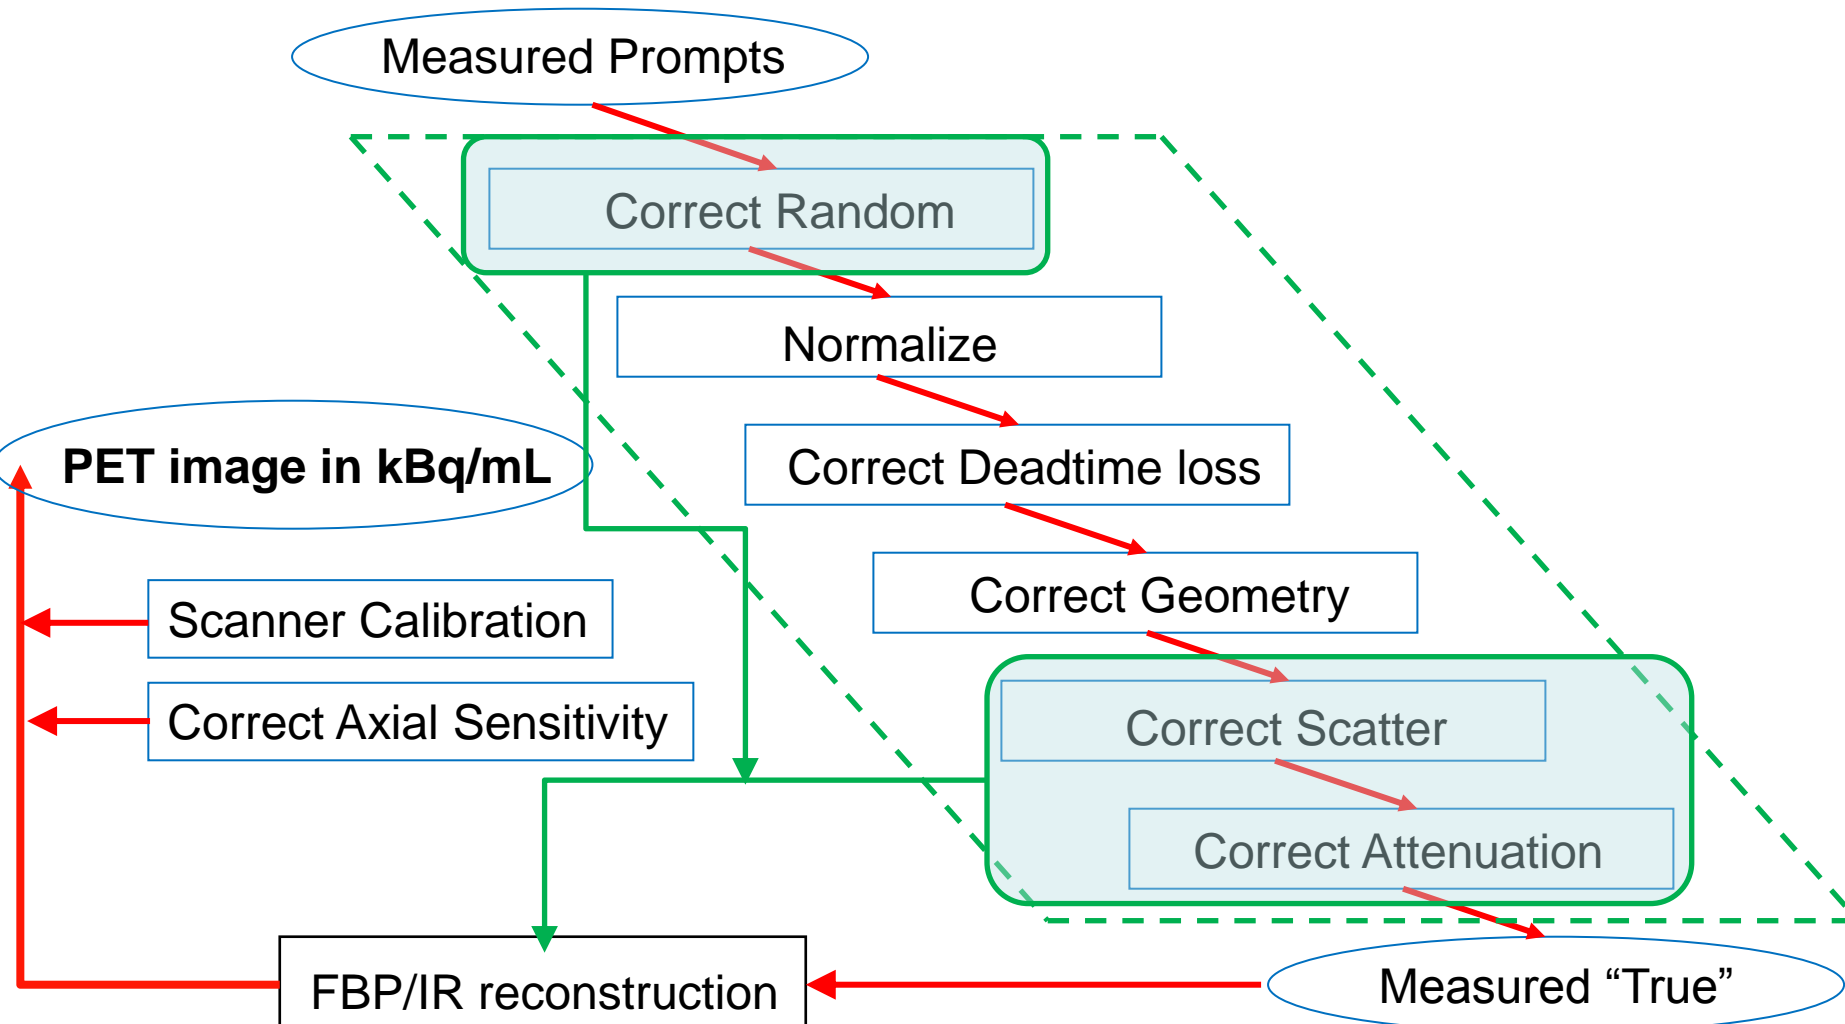 Measured Prompts
Correct Random
Normalize
Correct Deadtime loss
Correct Geometry
Correct Scatter
Correct Attenuation
Measured “True”
FBP/IR reconstruction
Correct Axial Sensitivity
Scanner Calibration
PET image in kBq/mL